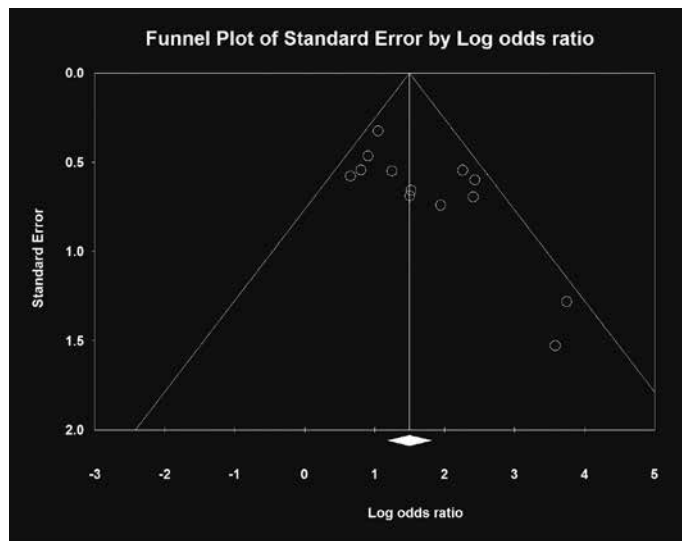 Funnel Plot of Standard Error by Log odds ratio
0.0
0.5
1.0
1.5
2.0
Standard Error
-3 -2 -1 0 1 2 3 4 5
Log odds ratio